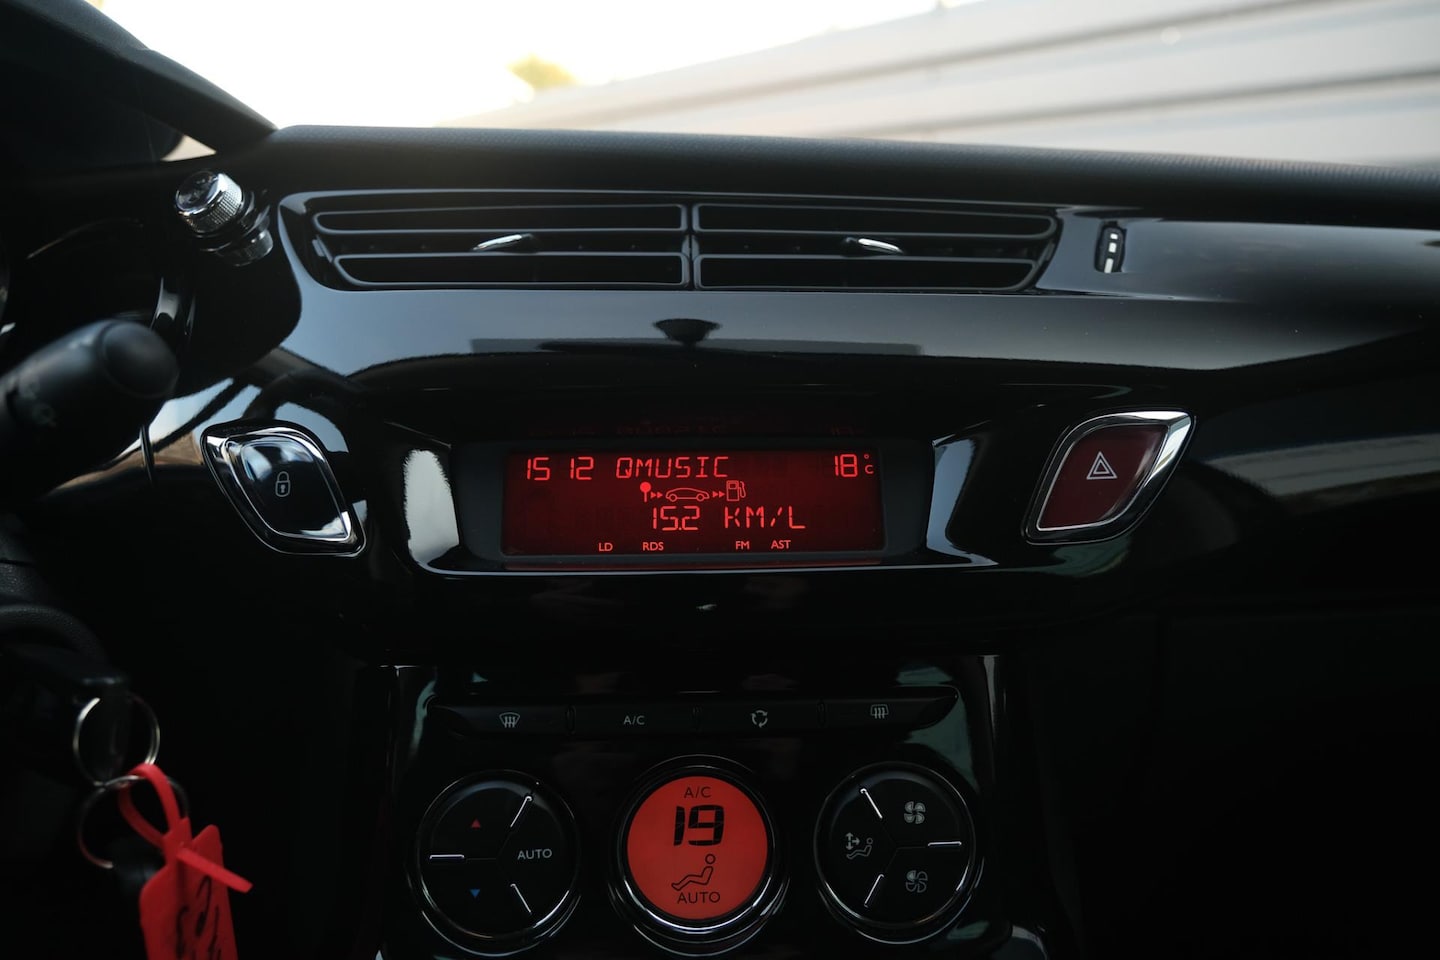 15 12 QMUSIC 18°C
15.2 KM/L
LD RDS FM AST
A/C
A/C
19
AUTO
AUTO